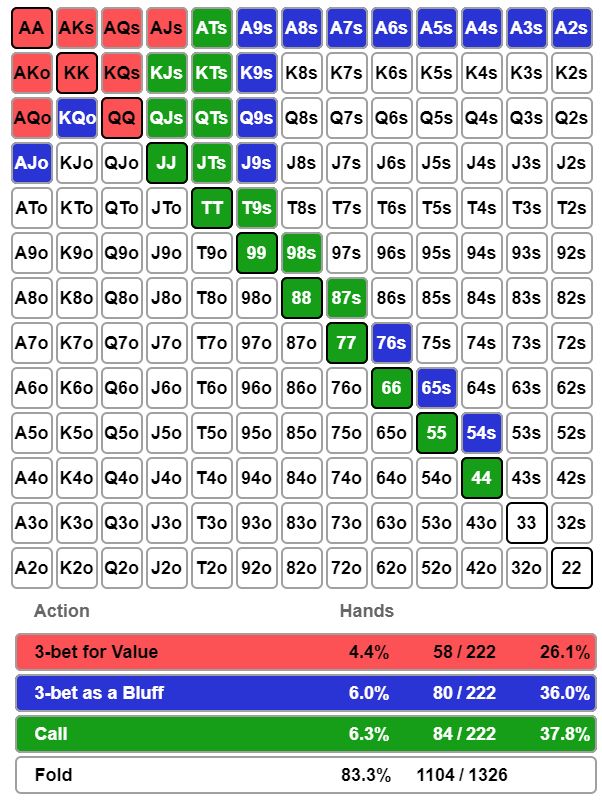 AA AKs AQs AJs ATs A9s A8s A7s A6s A5s A4s A3s A2s
AKo KK KQs KJs KTs K9s K8s K7s K6s K5s K4s K3s K2s
AQo KQo QQ QJs QTs Q9s Q8s Q7s Q6s Q5s Q4s Q3s Q2s
AJo KJo QJo JJ JTs J9s J8s J7s J6s J5s J4s J3s J2s
ATo KTo QTo JTo TT T9s T8s T7s T6s T5s T4s T3s T2s
A9o K9o Q9o J9o T9o 99 98s 97s 96s 95s 94s 93s 92s
A8o K8o Q8o J8o T8o 98o 88 87s 86s 85s 84s 83s 82s
A7o K7o Q7o J7o T7o 97o 87o 77 76s 75s 74s 73s 72s
A6o K6o Q6o J6o T6o 96o 86o 76o 66 65s 64s 63s 62s
A5o K5o Q5o J5o T5o 95o 85o 75o 65o 55 54s 53s 52s
A4o K4o Q4o J4o T4o 94o 84o 74o 64o 54o 44 43s 42s
A3o K3o Q3o J3o T3o 93o 83o 73o 63o 53o 43o 33 32s
A2o K2o Q2o J2o T2o 92o 82o 72o 62o 52o 42o 32o 22
Action Hands
3-bet for Value 4.4% 58 / 222 26.1%
3-bet as a Bluff 6.0% 80 / 222 36.0%
Call 6.3% 84 / 222 37.8%
Fold 83.3% 1104 / 1326